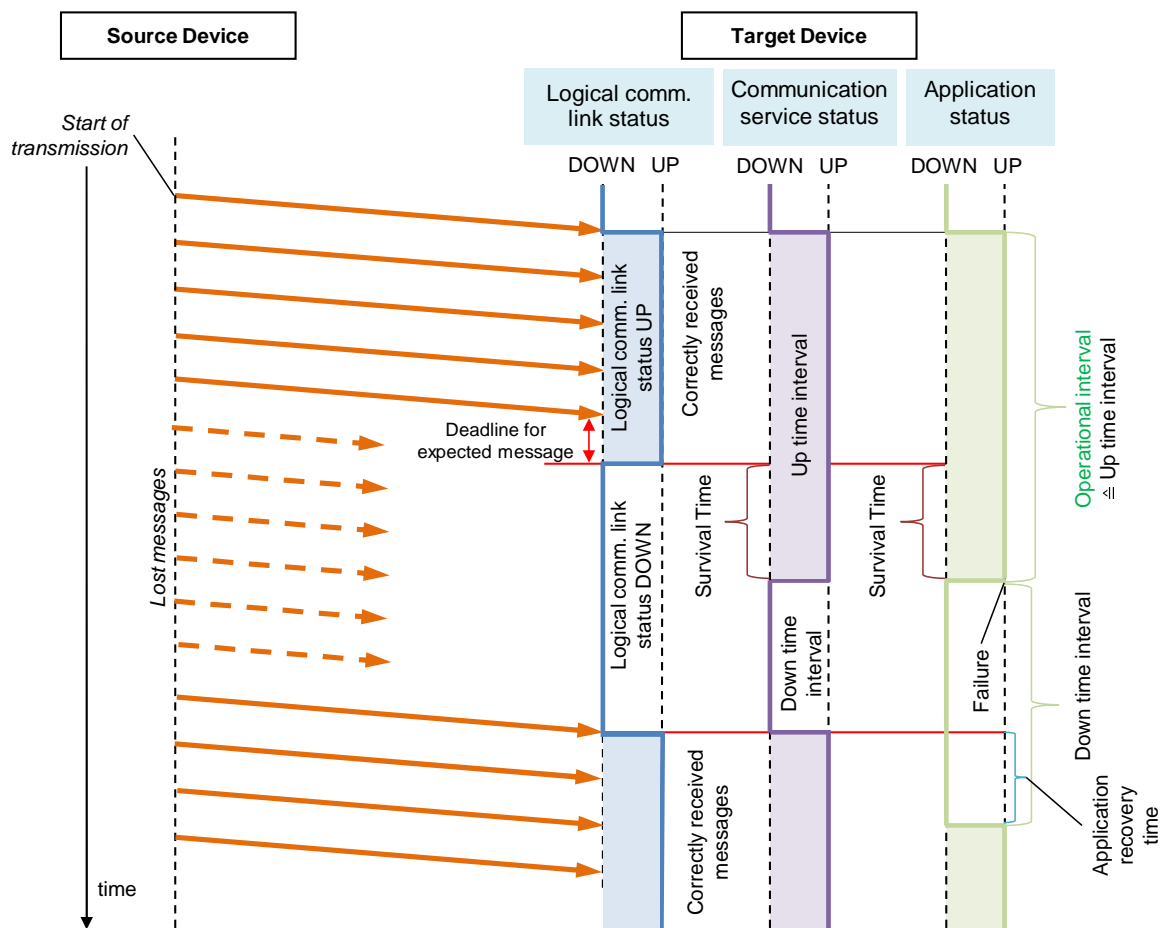 Source Device
Target Device
Logical comm.
link status
Communication
service status
Application
status
Start of
transmission
DOWN UP
DOWN UP
DOWN UP
Logical comm. link
status UP
Correctly received
messages
Up time interval
Operational interval
≙ Up time interval
Deadline for
expected message
Lost messages
Logical comm. link
status DOWN
Survival Time
Survival Time
Down time
interval
Failure
Down time interval
Correctly received
messages
Application
recovery
time
time